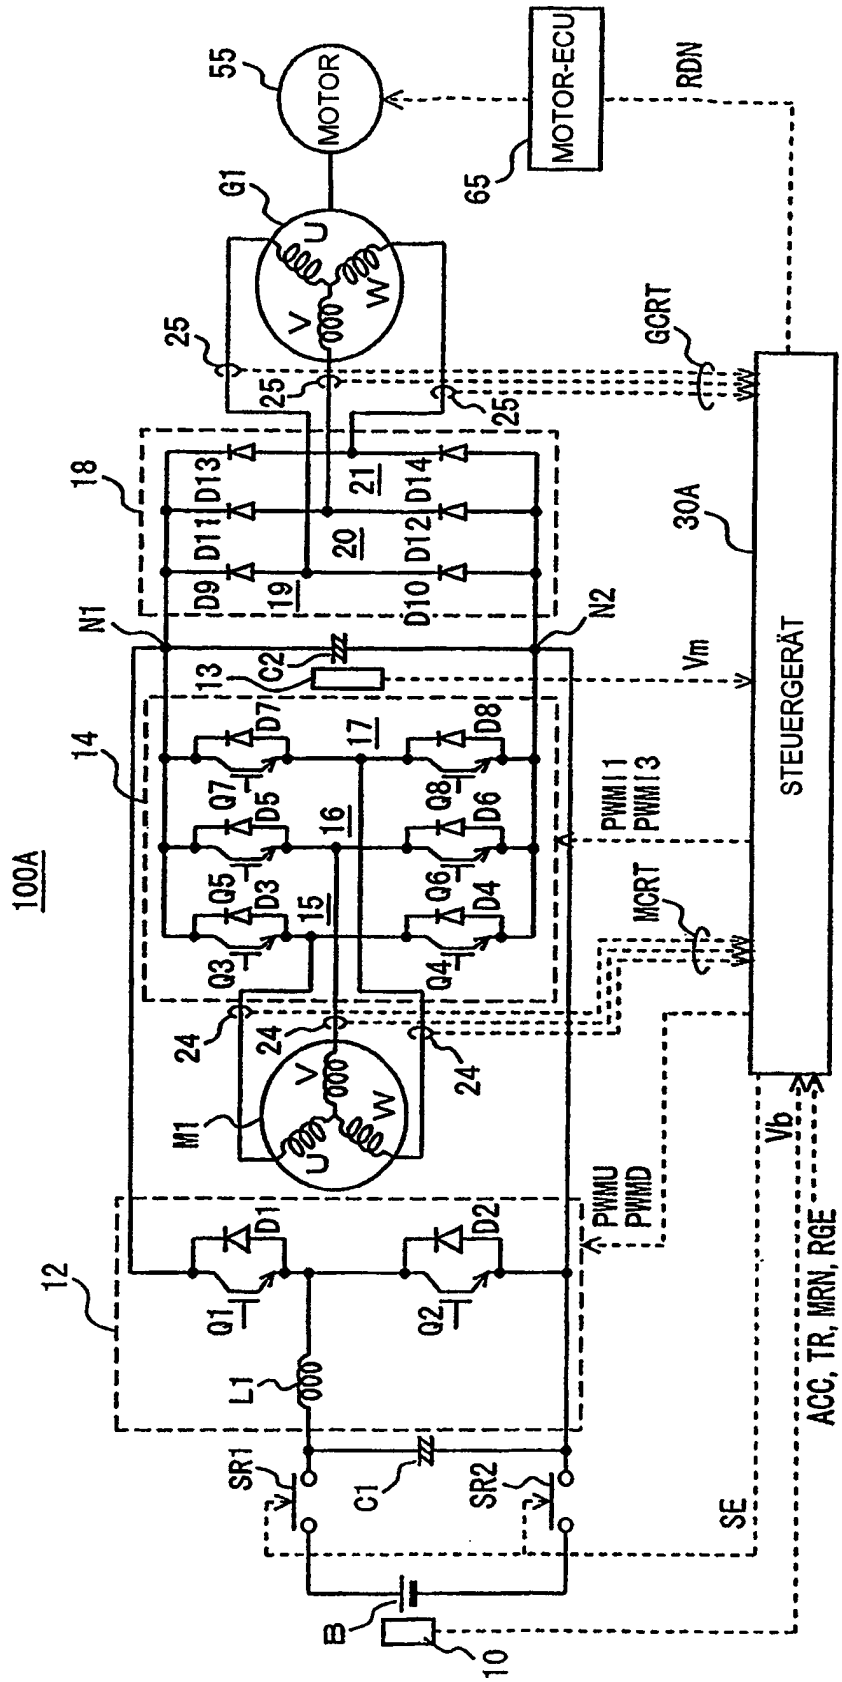 100A
12
L1
Q1
D1
Q2
D2
SR1
C1
SR2
B
10
M1
U
V
W
24
24
24
14
Q3
D3
Q5
D5
Q7
D7
15
16
17
Q4
D4
Q6
D6
Q8
D8
13
C2
N1
N2
18
D9
D11
D13
19
20
21
D10
D12
D14
25
25
25
G1
U
V
W
55
MOTOR
65
MOTOR-ECU
RDN
PWMU
PWMD
MCRT
PWMI1
PWMI3
Vm
GCRT
30A
STEUERGERÄT
SE
Vb
ACC, TR, MRN, RGE